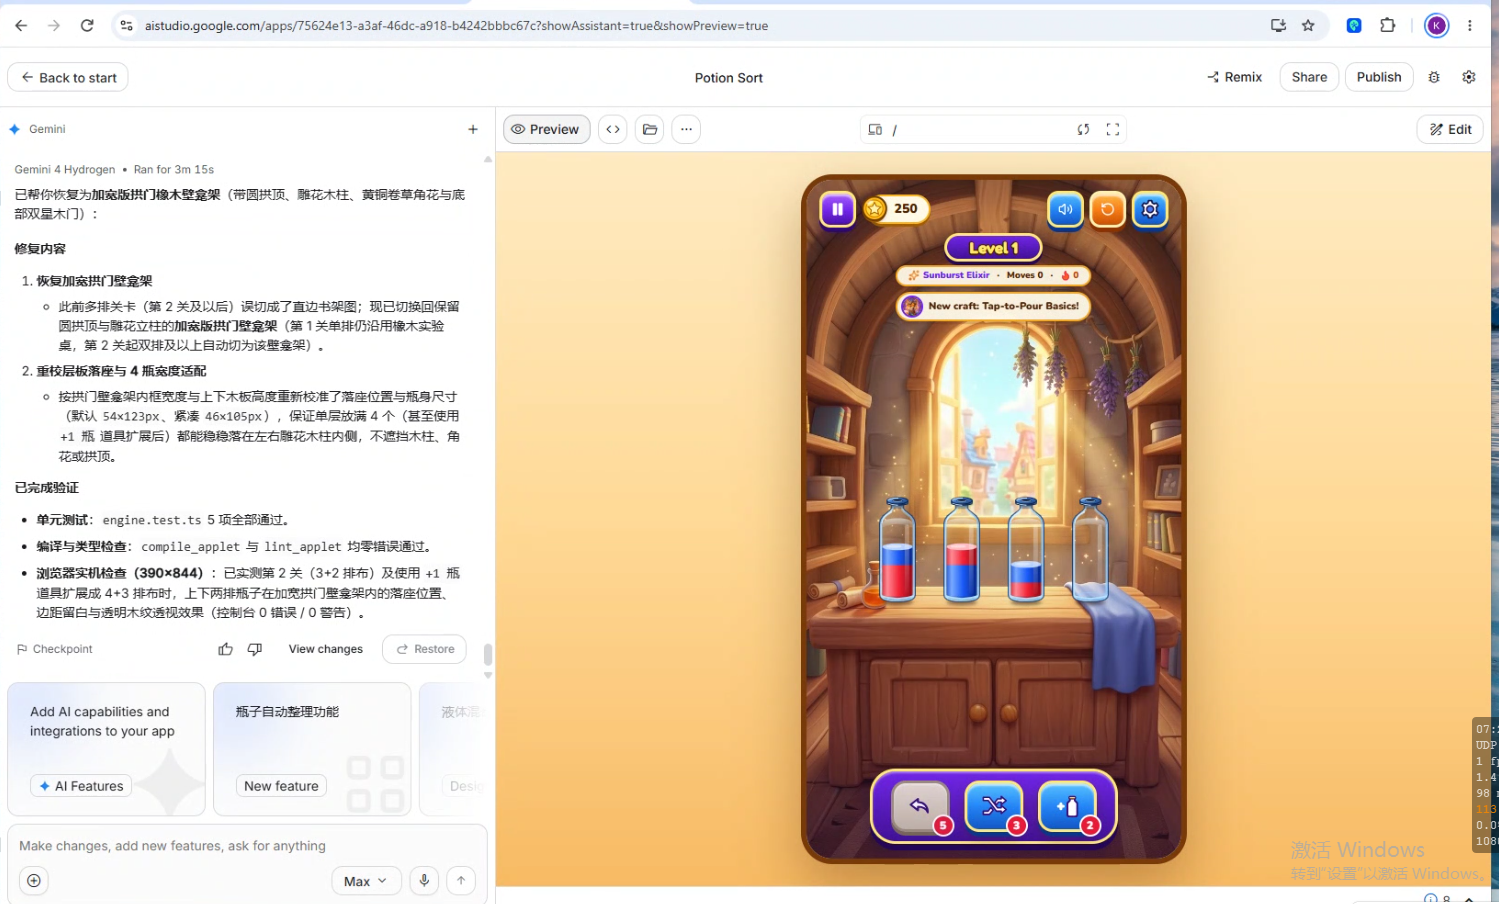 aistudio.google.com/apps/75624e13-a3af-46dc-a918-b4242bbbc67c?showAssistant=true&showPreview=true
K
Back to start
Potion Sort
Remix
Share
Publish
Gemini
Preview
/
Edit
Gemini 4 Hydrogen • Ran for 3m 15s
已帮你恢复为加宽版拱门橡木壁龛架（带圆拱顶、雕花木柱、黄铜卷草角花与底
部双星木门）：
修复内容
1. 恢复加宽拱门壁龛架
此前多排关卡（第 2 关及以后）误切成了直边书架图；现已切换回保留
圆拱顶与雕花立柱的加宽版拱门壁龛架（第 1 关单排仍沿用橡木实验
桌，第 2 关起双排及以上自动切为该壁龛架）。
2. 重校层板落座与 4 瓶宽度适配
按拱门壁龛架内框宽度与上下木板高度重新校准了落座位置与瓶身尺寸
（默认 54×123px、紧凑 46×105px），保证单层放满 4 个（甚至使用
+1 瓶 道具扩展后）都能稳稳落在左右雕花木柱内侧，不遮挡木柱、角
花或拱顶。
已完成验证
• 单元测试：engine.test.ts 5 项全部通过。
• 编译与类型检查：compile_applet 与 lint_applet 均零错误通过。
• 浏览器实机检查（390×844）：已实测第 2 关（3+2 排布）及使用 +1 瓶
道具扩展成 4+3 排布时，上下两排瓶子在加宽拱门壁龛架内的落座位置、
边距留白与透明木纹透视效果（控制台 0 错误 / 0 警告）。
Checkpoint
View changes
Restore
Add AI capabilities and
integrations to your app
AI Features
瓶子自动整理功能
New feature
液体
Desi
Make changes, add new features, ask for anything
Max
250
Level 1
Sunburst Elixir • Moves 0 • 0
New craft: Tap-to-Pour Basics!
5
3
+
2
激活 Windows
转到"设置"以激活 Windows。
07:
UDP
1 f
1.4
98
113
0.0
108
8